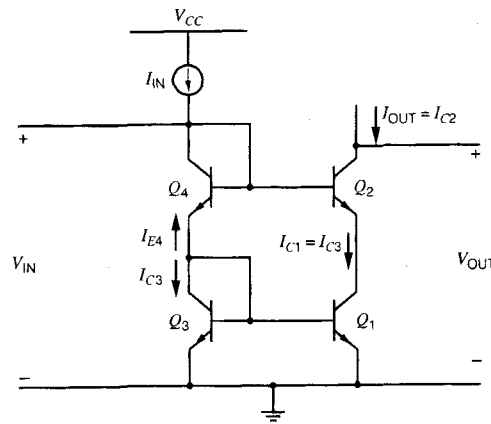 V_CC
I_IN
I_OUT = I_C2
+
+
Q_4
Q_2
I_E4
I_C1 = I_C3
V_IN
I_C3
V_OUT
Q_3
Q_1
−
−